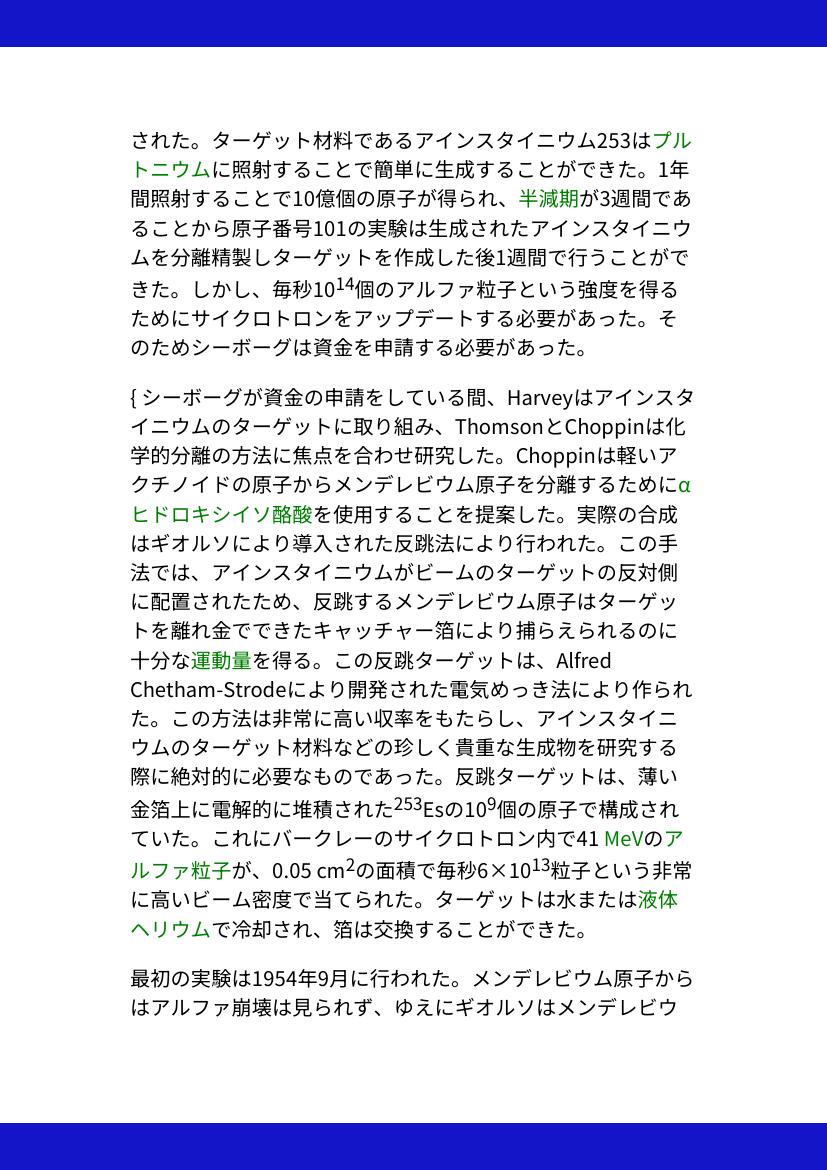 された。ターゲット材料であるアインスタイニウム253はプル
トニウムに照射することで簡単に生成することができた。1年
間照射することで10億個の原子が得られ、半減期が3週間であ
ることから原子番号101の実験は生成されたアインスタイニウ
ムを分離精製しターゲットを作成した後1週間で行うことがで
きた。しかし、毎秒10¹⁴個のアルファ粒子という強度を得る
ためにサイクロトロンをアップデートする必要があった。そ
のためシーボーグは資金を申請する必要があった。
{ シーボーグが資金の申請をしている間、Harveyはアインスタ
イニウムのターゲットに取り組み、ThomsonとChoppinは化
学的分離の方法に焦点を合わせ研究した。Choppinは軽いア
クチノイドの原子からメンデレビウム原子を分離するためにα
ヒドロキシイソ酪酸を使用することを提案した。実際の合成
はギオルソにより導入された反跳法により行われた。この手
法では、アインスタイニウムがビームのターゲットの反対側
に配置されたため、反跳するメンデレビウム原子はターゲッ
トを離れ金でできたキャッチャー箔により捕らえられるのに
十分な運動量を得る。この反跳ターゲットは、Alfred
Chetham-Strodeにより開発された電気めっき法により作られ
た。この方法は非常に高い収率をもたらし、アインスタイニ
ウムのターゲット材料などの珍しく貴重な生成物を研究する
際に絶対的に必要なものであった。反跳ターゲットは、薄い
金箔上に電解的に堆積された²⁵³Esの10⁹個の原子で構成され
ていた。これにバークレーのサイクロトロン内で41 MeVのア
ルファ粒子が、0.05 cm²の面積で毎秒6×10¹³粒子という非常
に高いビーム密度で当てられた。ターゲットは水または液体
ヘリウムで冷却され、箔は交換することができた。
最初の実験は1954年9月に行われた。メンデレビウム原子から
はアルファ崩壊は見られず、ゆえにギオルソはメンデレビウ